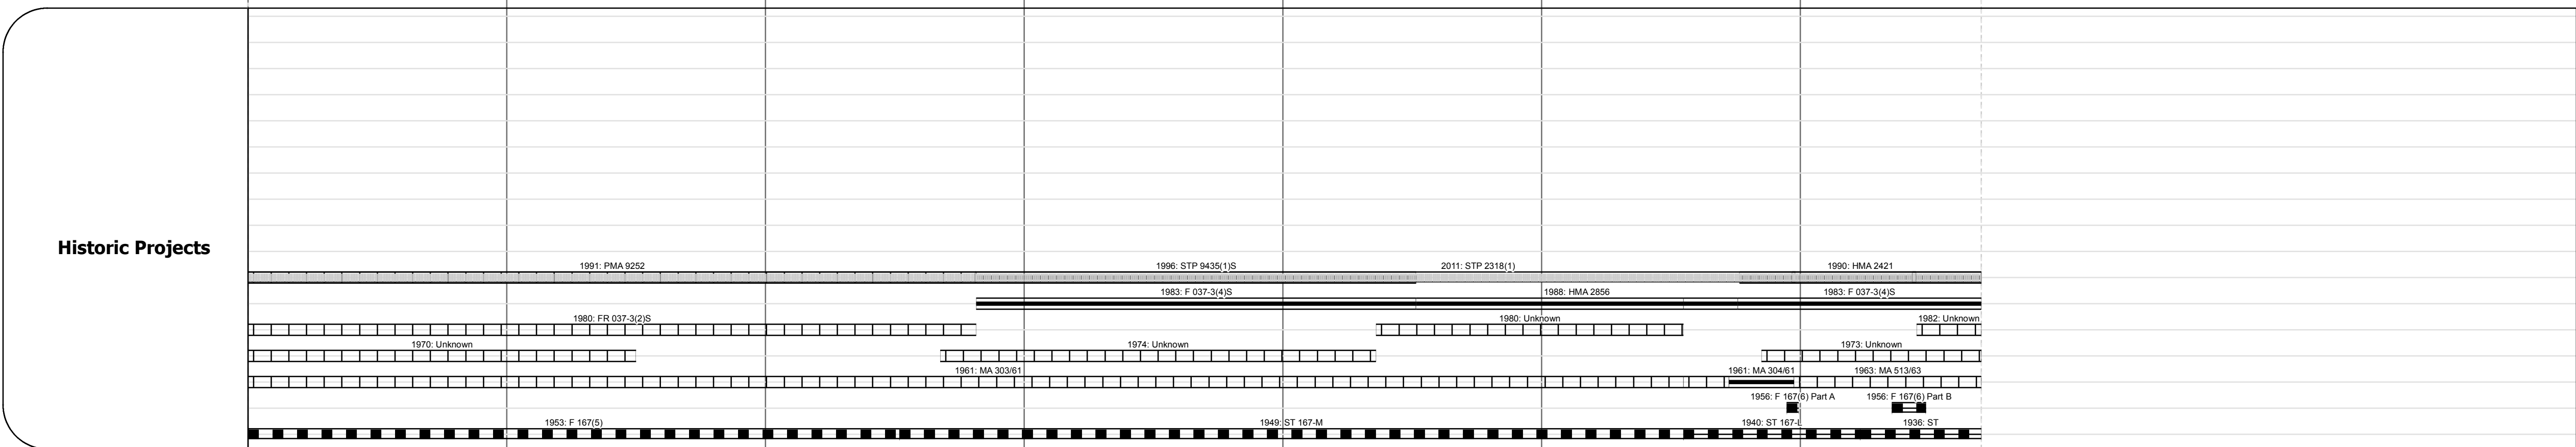 Historic Projects
1991: PMA 9252
1996: STP 9435(1)S
2011: STP 2318(1)
1990: HMA 2421
1983: F 037-3(4)S
1988: HMA 2856
1983: F 037-3(4)S
1980: FR 037-3(2)S
1980: Unknown
1982: Unknown
1970: Unknown
1974: Unknown
1973: Unknown
1961: MA 303/61
1961: MA 304/61
1963: MA 513/63
1956: F 167(6) Part A
1956: F 167(6) Part B
1953: F 167(5)
1949: ST 167-M
1940: ST 167-L
1936: ST